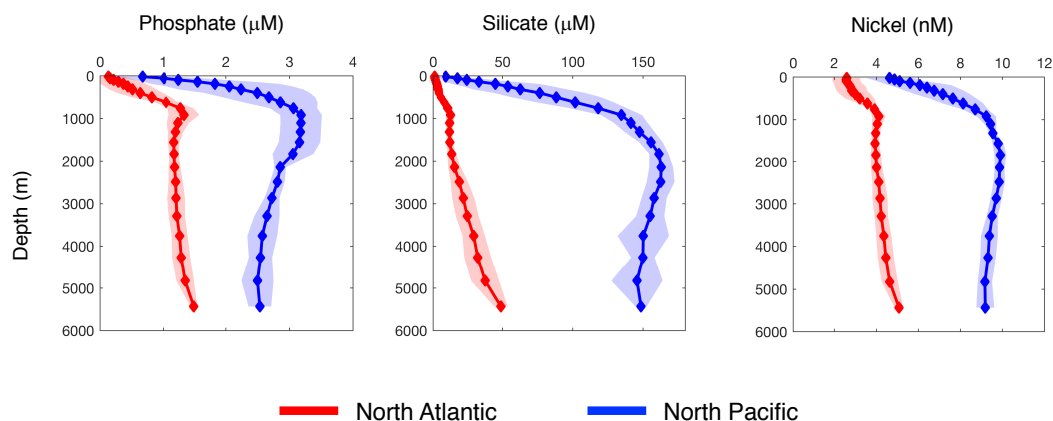 Phosphate (μM)
Silicate (μM)
Nickel (nM)
0 1 2 3 4
0 50 100 150
0 2 4 6 8 10 12
Depth (m)
0
1000
2000
3000
4000
5000
6000
0
1000
2000
3000
4000
5000
6000
0
1000
2000
3000
4000
5000
6000
North Atlantic
North Pacific